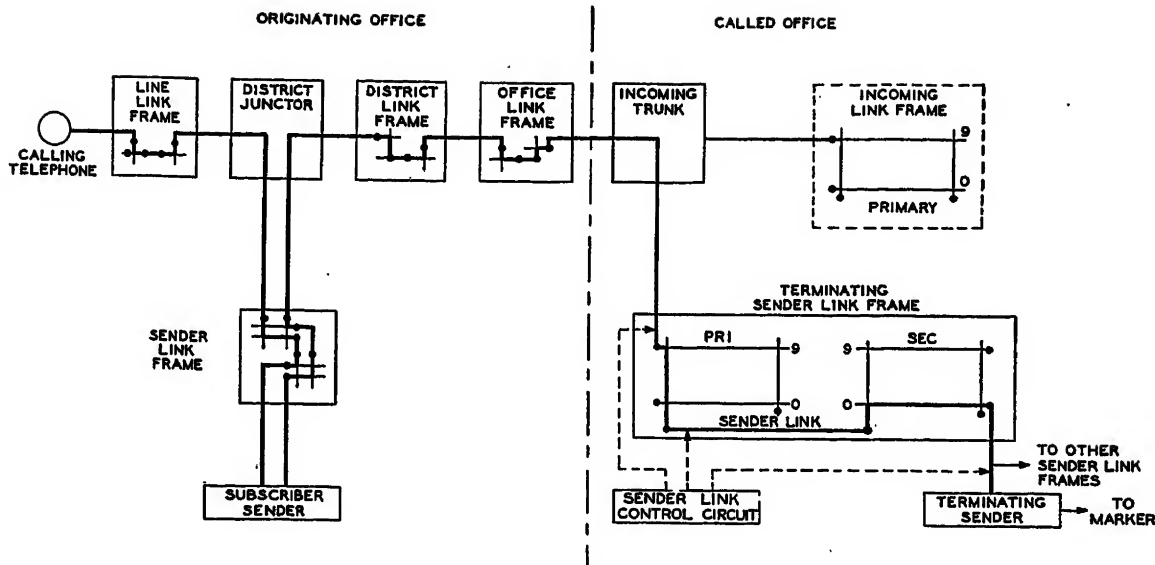 ORIGINATING OFFICE
CALLED OFFICE
LINE
LINK
FRAME
DISTRICT
JUNCTOR
DISTRICT
LINK
FRAME
OFFICE
LINK
FRAME
INCOMING
TRUNK
INCOMING
LINK FRAME
9
0
PRIMARY
CALLING
TELEPHONE
TERMINATING
SENDER LINK FRAME
SENDER
LINK
FRAME
PRI
9
0
9
SEC
0
SENDER LINK
TO OTHER
SENDER LINK
FRAMES
SUBSCRIBER
SENDER
SENDER LINK
CONTROL CIRCUIT
TERMINATING
SENDER
TO
MARKER